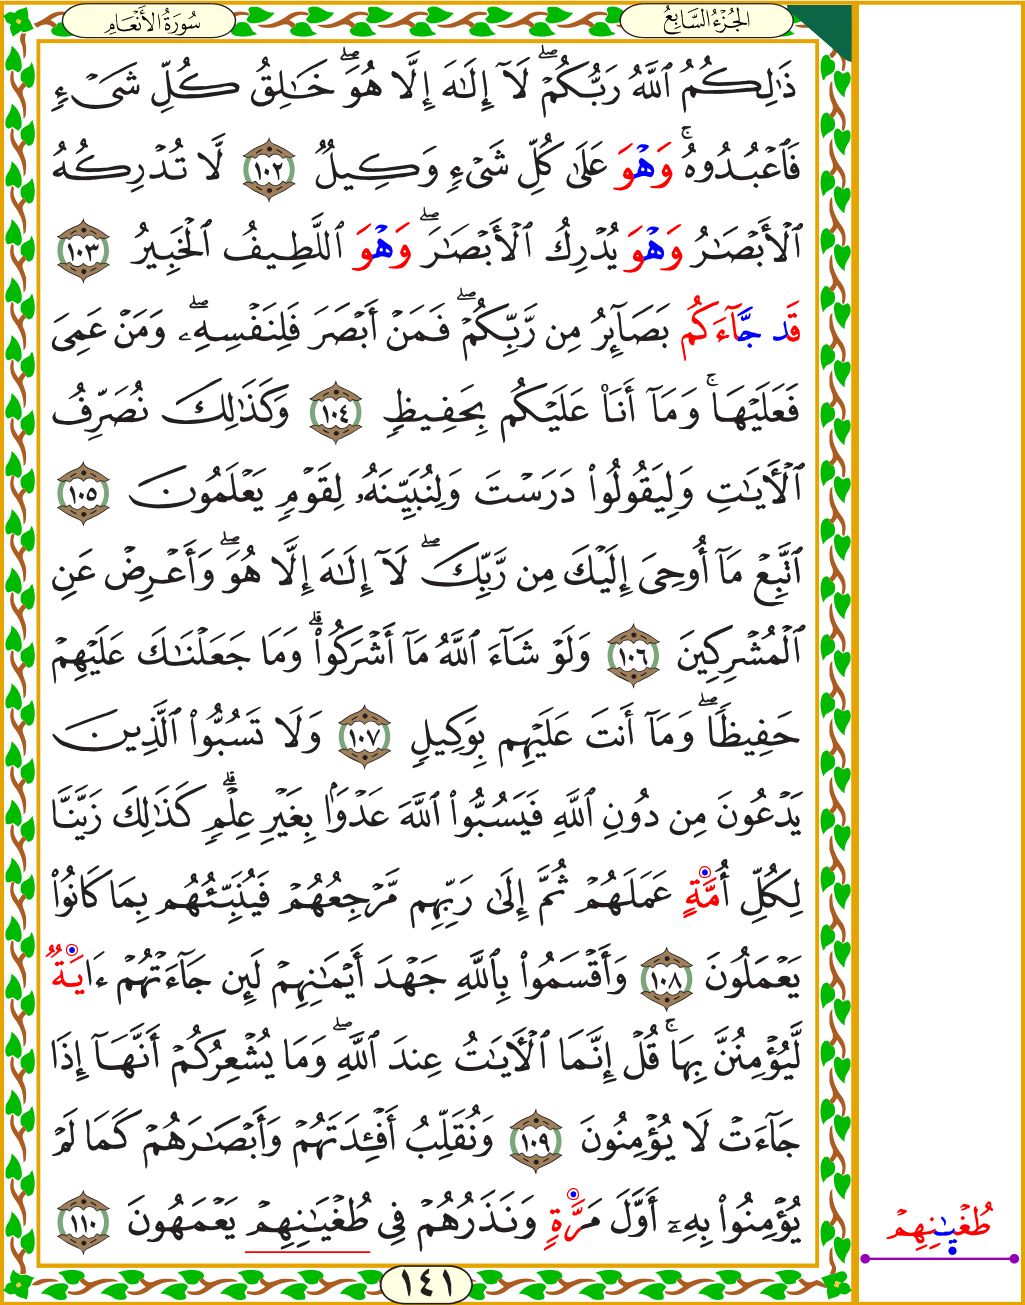 الجُزْءُ السَّابِعُ
سُورَةُ الأَنْعَامِ
ذَٰلِكُمُ ٱللَّهُ رَبُّكُمۡۖ لَآ إِلَٰهَ إِلَّا هُوَۖ خَٰلِقُ كُلِّ شَيۡءٖ
فَٱعۡبُدُوهُۚ وَهۡوَ عَلَىٰ كُلِّ شَيۡءٖ وَكِيلٞ ١٠٢ لَّا تُدۡرِكُهُ
ٱلۡأَبۡصَٰرُ وَهۡوَ يُدۡرِكُ ٱلۡأَبۡصَٰرَۖ وَهۡوَ ٱللَّطِيفُ ٱلۡخَبِيرُ ١٠٣
قَد جَّآءَكُم بَصَآئِرُ مِن رَّبِّكُمۡۖ فَمَنۡ أَبۡصَرَ فَلِنَفۡسِهِۦۖ وَمَنۡ عَمِيَ
فَعَلَيۡهَاۚ وَمَآ أَنَا۠ عَلَيۡكُم بِحَفِيظٖ ١٠٤ وَكَذَٰلِكَ نُصَرِّفُ
ٱلۡأٓيَٰتِ وَلِيَقُولُواْ دَرَسۡتَ وَلِنُبَيِّنَهُۥ لِقَوۡمٖ يَعۡلَمُونَ ١٠٥
ٱتَّبِعۡ مَآ أُوحِيَ إِلَيۡكَ مِن رَّبِّكَۖ لَآ إِلَٰهَ إِلَّا هُوَۖ وَأَعۡرِضۡ عَنِ
ٱلۡمُشۡرِكِينَ ١٠٦ وَلَوۡ شَآءَ ٱللَّهُ مَآ أَشۡرَكُواْۗ وَمَا جَعَلۡنَٰكَ عَلَيۡهِمۡ
حَفِيظٗاۖ وَمَآ أَنتَ عَلَيۡهِم بِوَكِيلٖ ١٠٧ وَلَا تَسُبُّواْ ٱلَّذِينَ
يَدۡعُونَ مِن دُونِ ٱللَّهِ فَيَسُبُّواْ ٱللَّهَ عَدۡوَۢا بِغَيۡرِ عِلۡمٖۗ كَذَٰلِكَ زَيَّنَّا
لِكُلِّ أُمَّةٍ عَمَلَهُمۡ ثُمَّ إِلَىٰ رَبِّهِم مَّرۡجِعُهُمۡ فَيُنَبِّئُهُم بِمَا كَانُواْ
يَعۡمَلُونَ ١٠٨ وَأَقۡسَمُواْ بِٱللَّهِ جَهۡدَ أَيۡمَٰنِهِمۡ لَئِن جَآءَتۡهُمۡ ءَايَةٞ
لَّيُؤۡمِنُنَّ بِهَاۚ قُلۡ إِنَّمَا ٱلۡأٓيَٰتُ عِندَ ٱللَّهِۖ وَمَا يُشۡعِرُكُمۡ أَنَّهَآ إِذَا
جَآءَتۡ لَا يُؤۡمِنُونَ ١٠٩ وَنُقَلِّبُ أَفۡـِٔدَتَهُمۡ وَأَبۡصَٰرَهُمۡ كَمَا لَمۡ
يُؤۡمِنُواْ بِهِۦٓ أَوَّلَ مَرَّةٖ وَنَذَرُهُمۡ فِي طُغۡيَٰنِهِمۡ يَعۡمَهُونَ ١١٠
طُغۡيَٰنِهِمۡ
١٤١